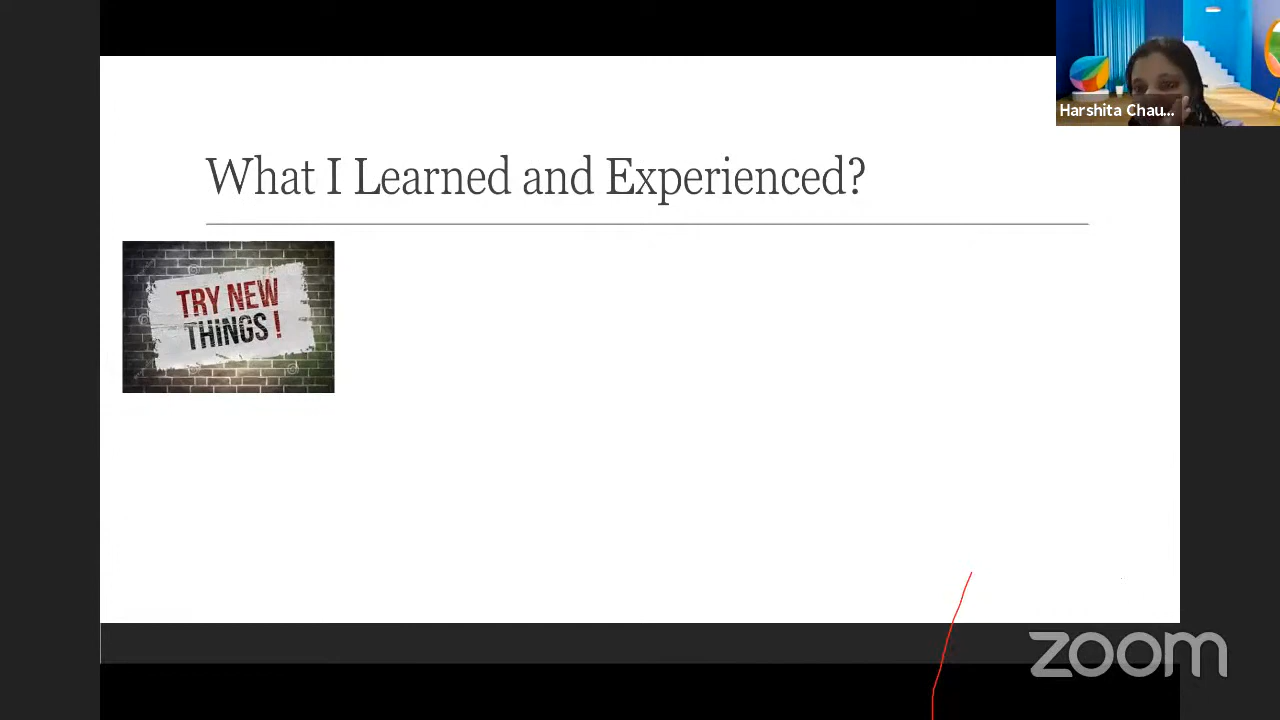 What I Learned and Experienced?
TRY NEW
THINGS !
Harshita Chau...
zoom